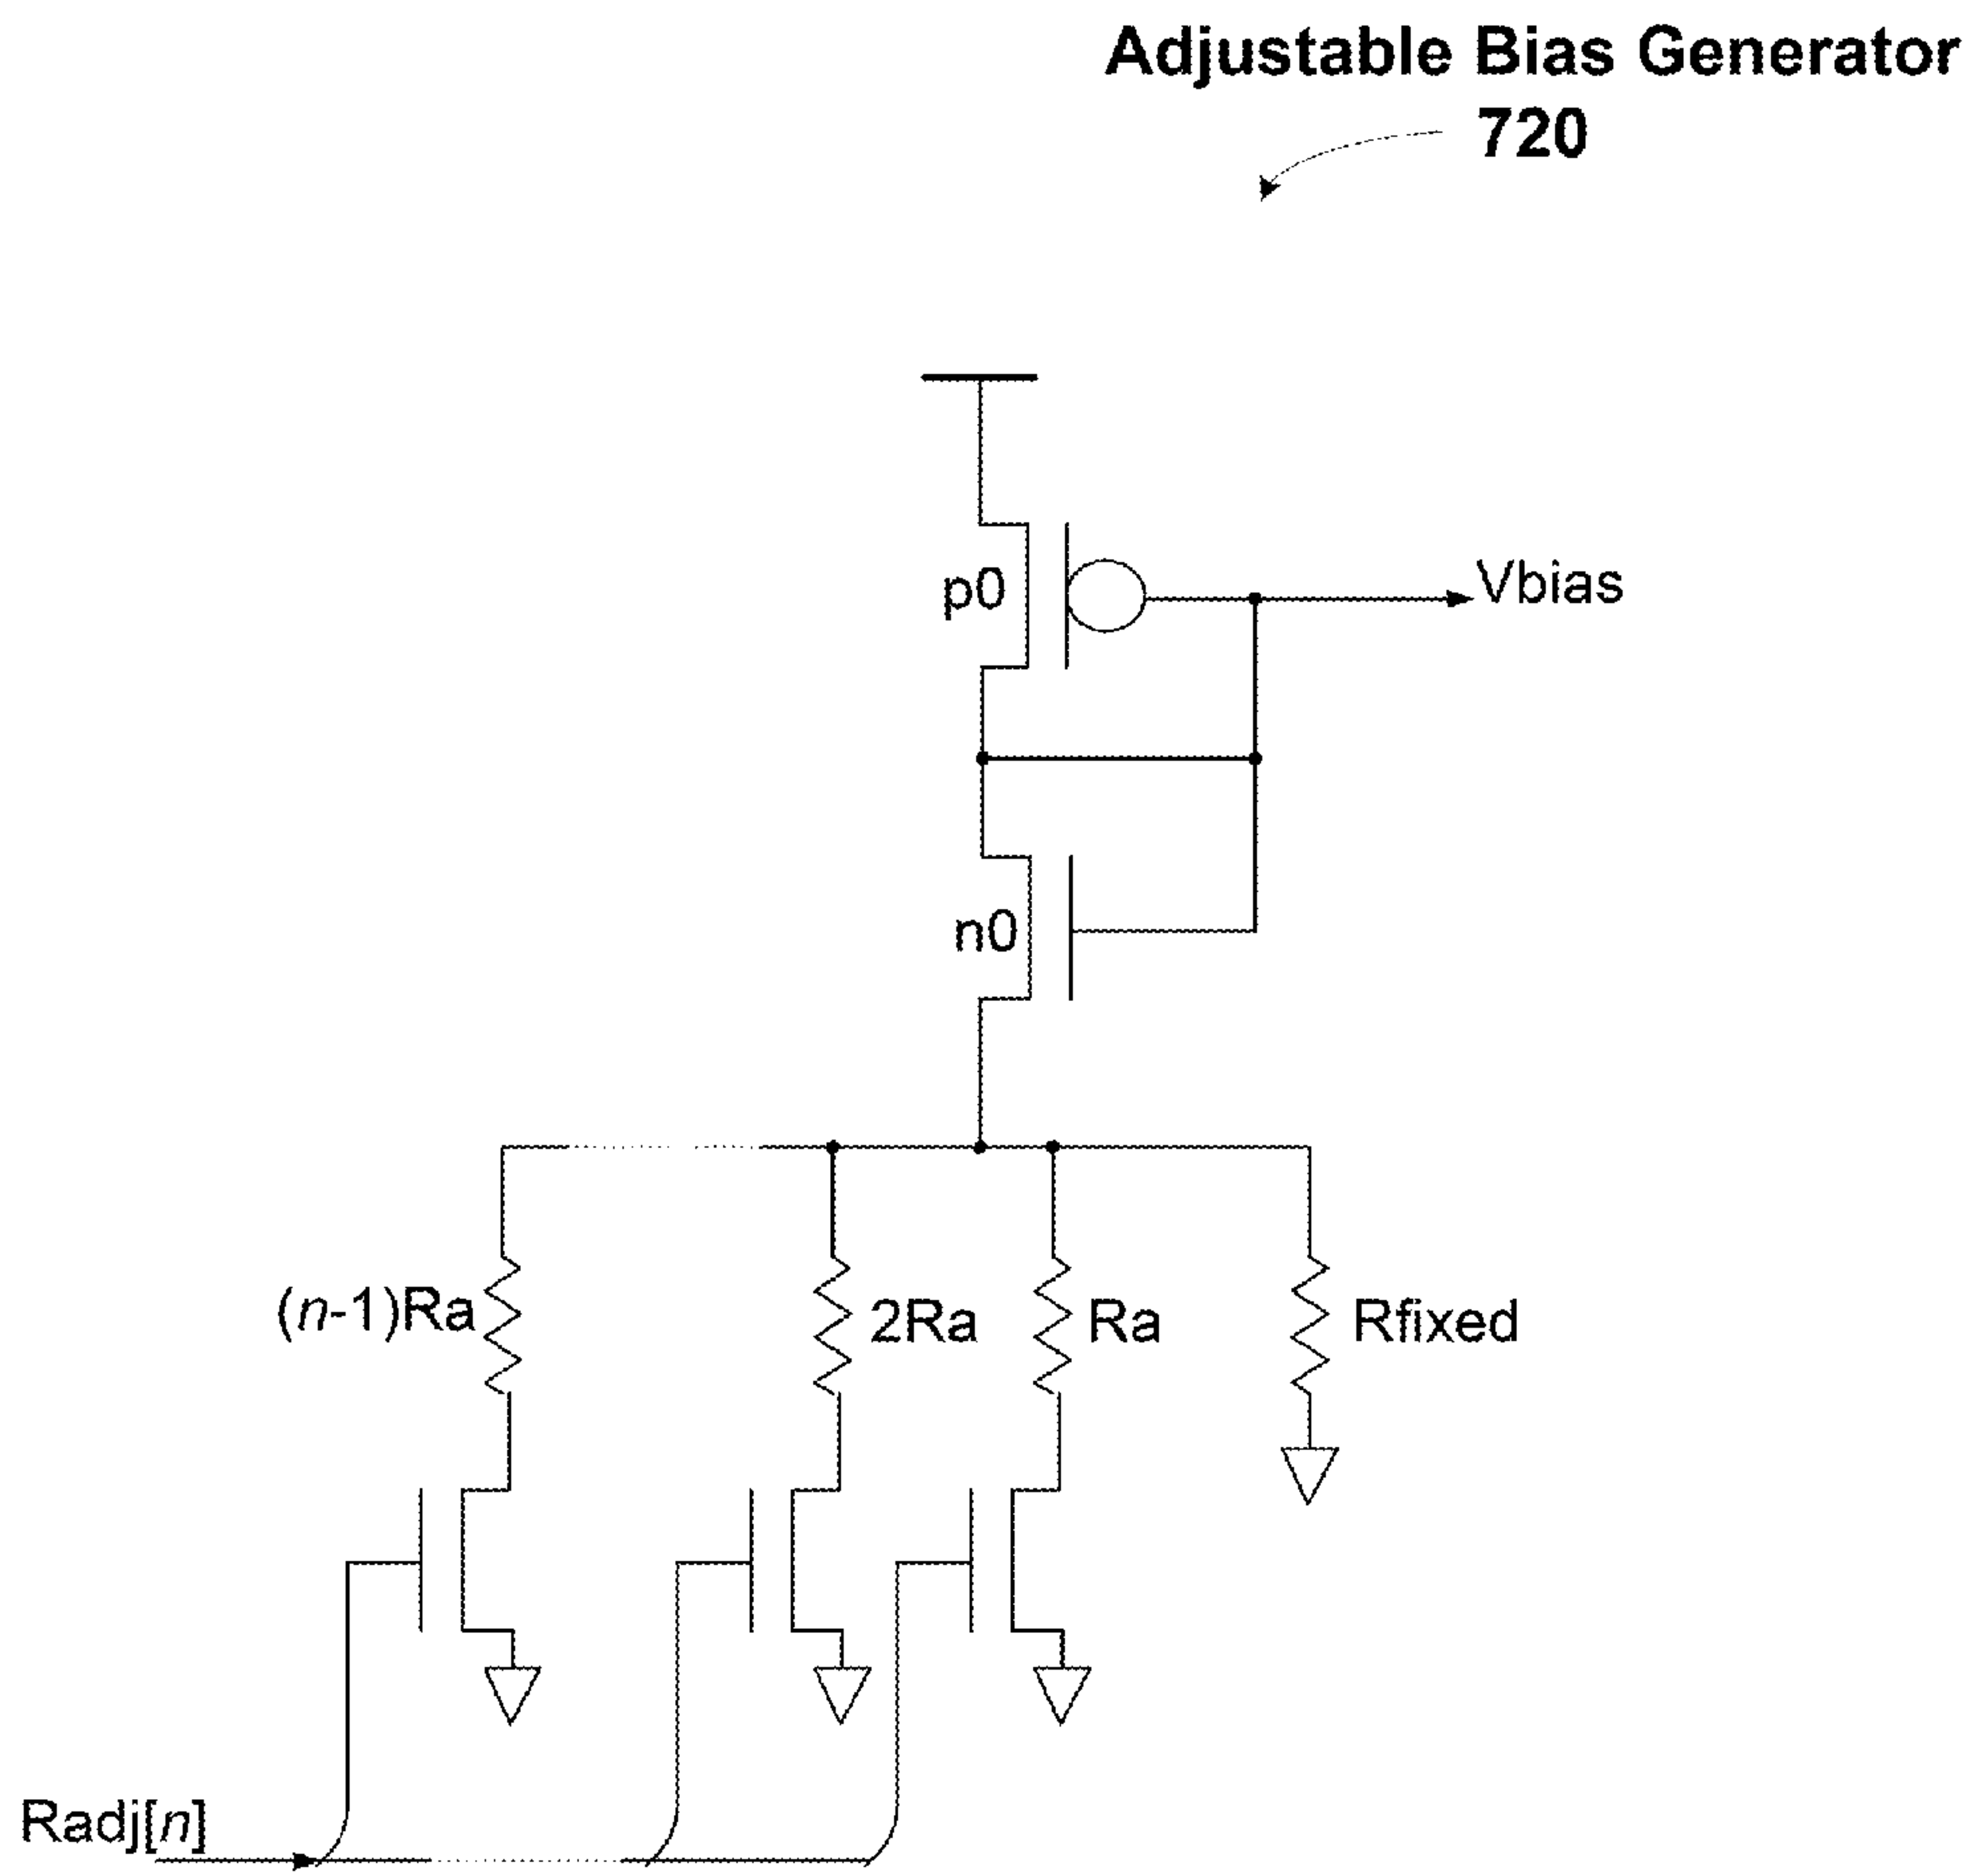 Adjustable Bias Generator
720
p0
Vbias
n0
(n-1)Ra
2Ra
Ra
Rfixed
Radj[n]